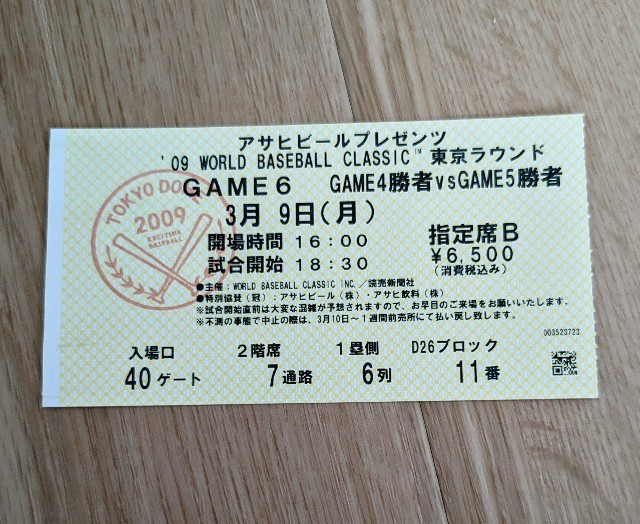 アサヒビールプレゼンツ
'09 WORLD BASEBALL CLASSIC™ 東京ラウンド
GAME6 GAME4勝者vsGAME5勝者
3月 9日(月)
開場時間 16:00
試合開始 18:30
指定席B
¥6,500
(消費税込み)
TOKYO DOME
2009
EXCITING
BASEBALL
●主催:WORLD BASEBALL CLASSIC INC./読売新聞社
●特別協賛(冠):アサヒビール(株)・アサヒ飲料(株)
※試合開始直前は大変な混雑が予想されますので、お早目のご来場をお願いいたします。
※不測の事態で中止の際は、3月10日~1週間前売所にて払い戻し致します。
003523723
入場口 2階席 1塁側 D26ブロック
40ゲート 7通路 6列 11番